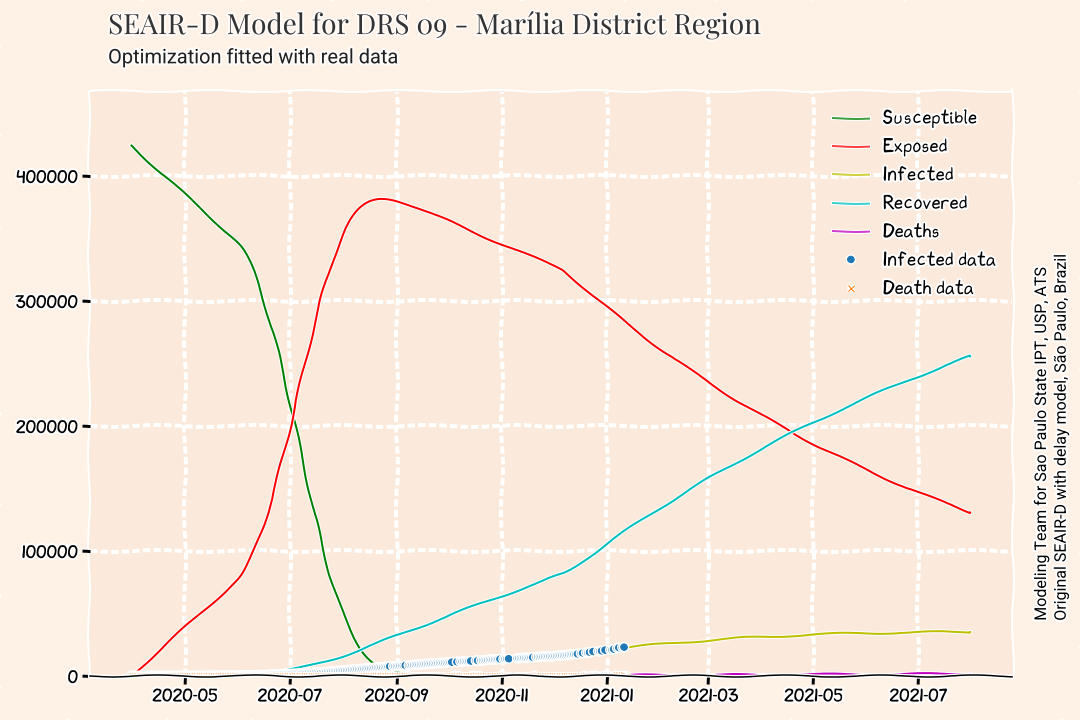 SEAIR-D Model for DRS 09 - Marília District Region
Optimization fitted with real data
Susceptible
Exposed
Infected
Recovered
Deaths
Infected data
Death data
400000
300000
200000
100000
0
2020-05
2020-07
2020-09
2020-11
2021-01
2021-03
2021-05
2021-07
Modeling Team for Sao Paulo State IPT, USP, ATS
Original SEAIR-D with delay model, São Paulo, Brazil